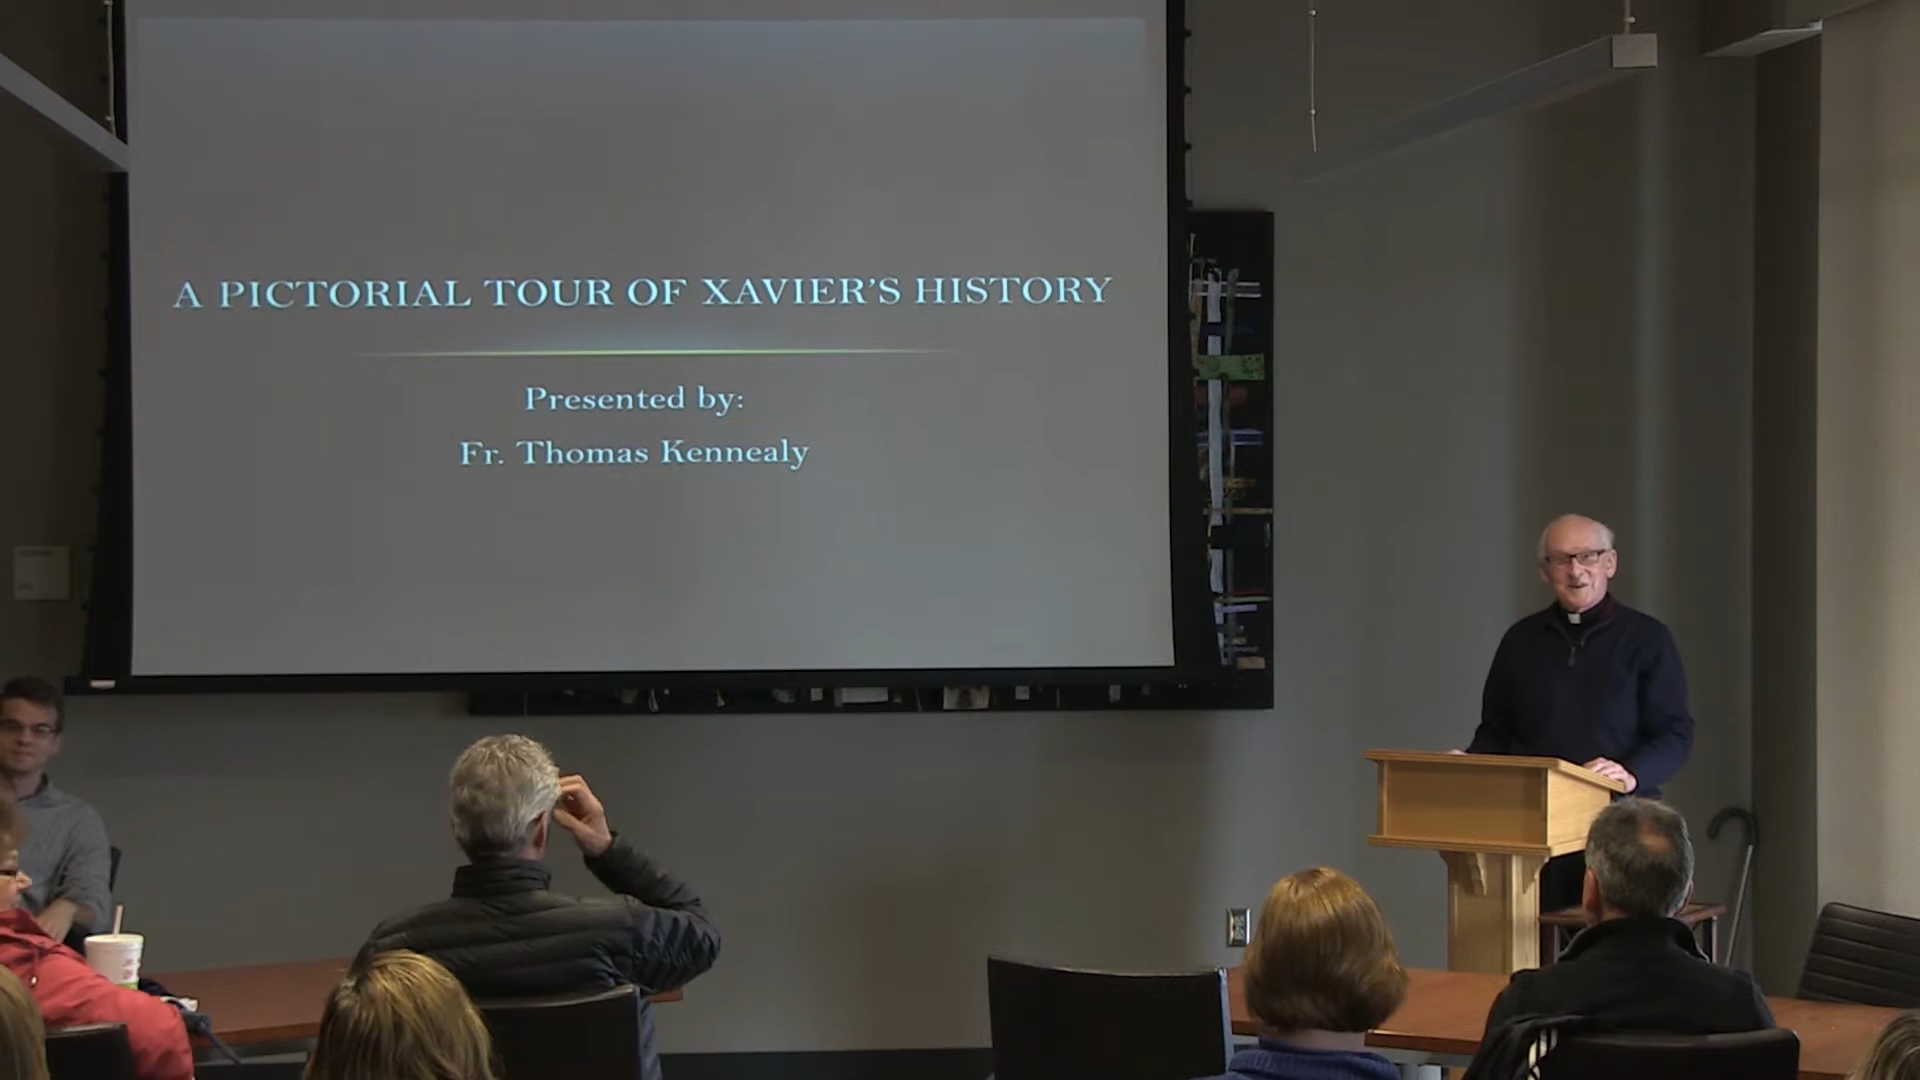 A PICTORIAL TOUR OF XAVIER'S HISTORY
Presented by:
Fr. Thomas Kennealy